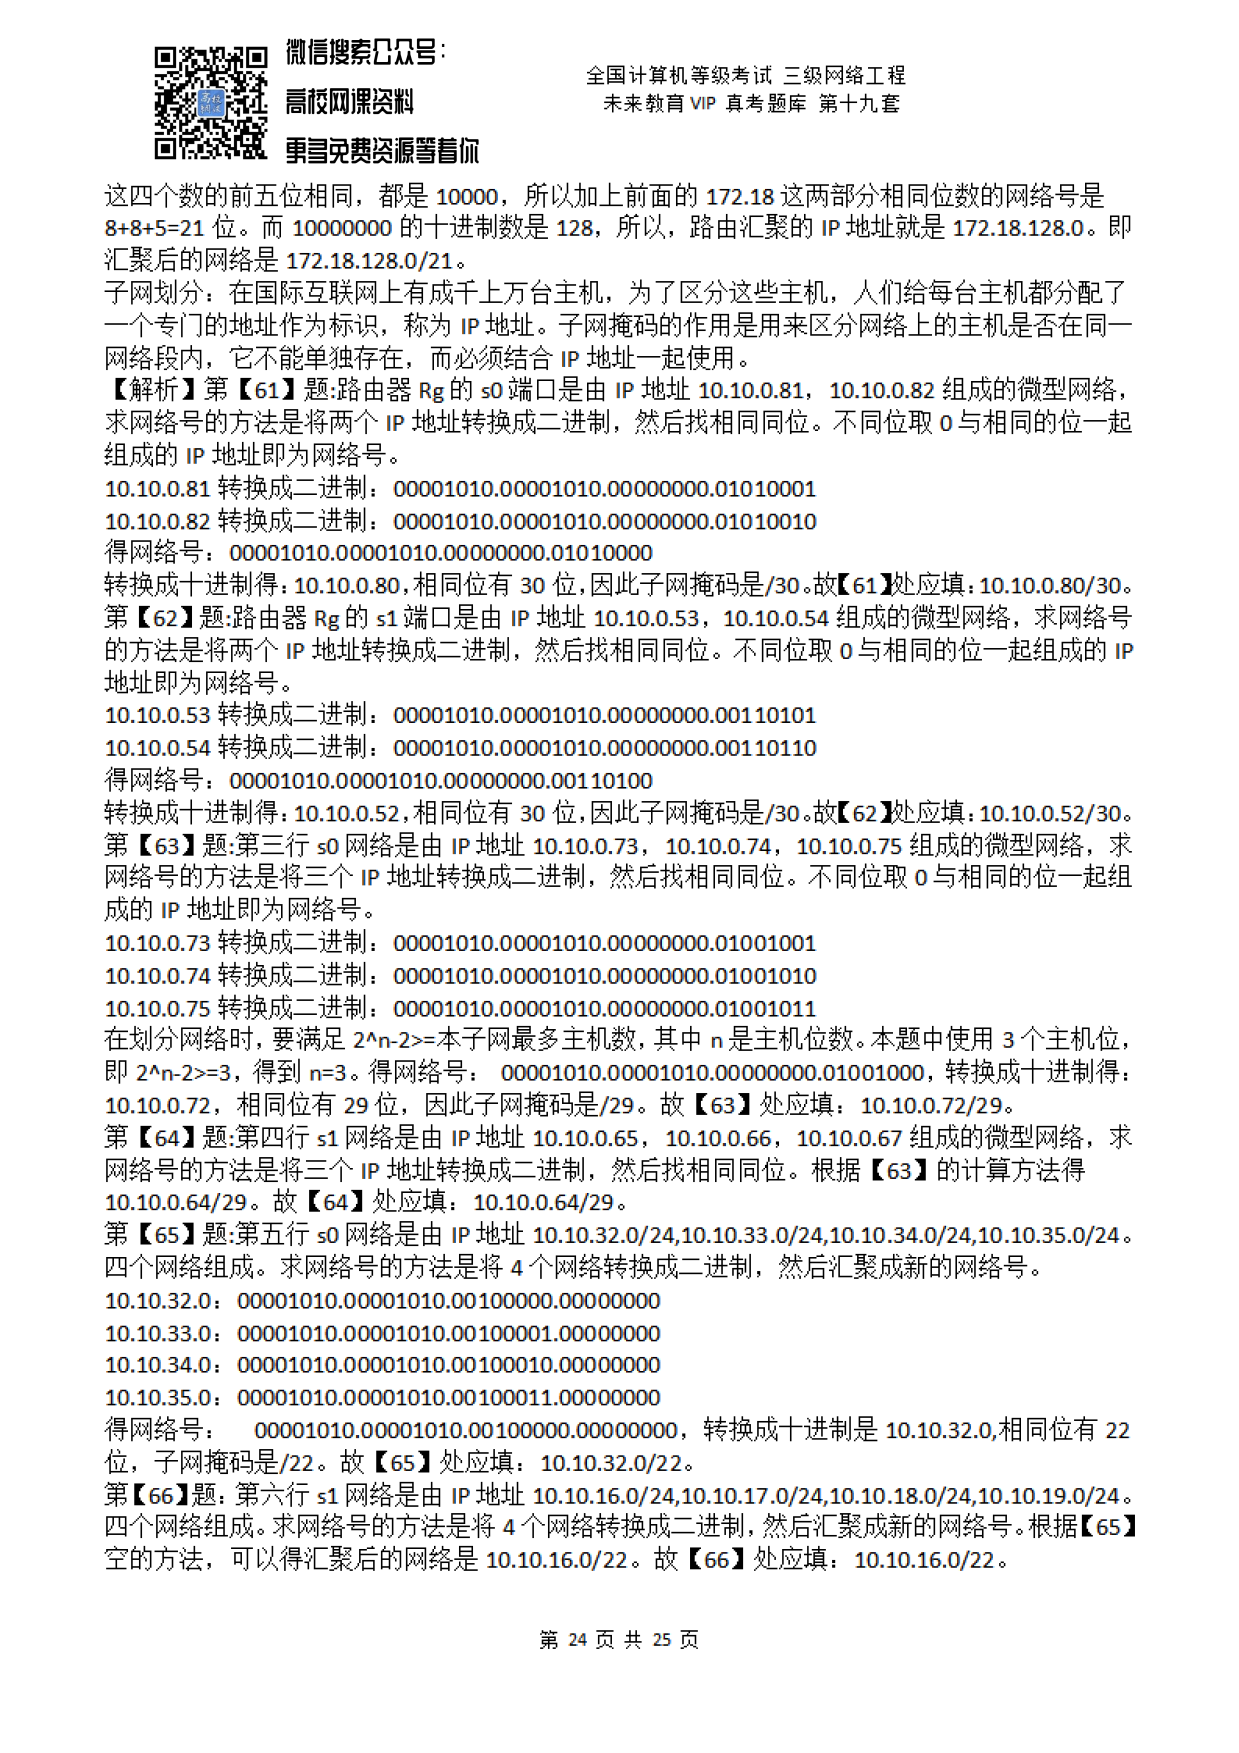 微信搜索公众号：
高校网课资料
更多免费资源等着你
全国计算机等级考试 三级网络工程
未来教育 VIP 真考题库 第十九套
这四个数的前五位相同，都是 10000，所以加上前面的 172.18 这两部分相同位数的网络号是
8+8+5=21 位。而 10000000 的十进制数是 128，所以，路由汇聚的 IP 地址就是 172.18.128.0。即
汇聚后的网络是 172.18.128.0/21。
子网划分：在国际互联网上有成千上万台主机，为了区分这些主机，人们给每台主机都分配了
一个专门的地址作为标识，称为 IP 地址。子网掩码的作用是用来区分网络上的主机是否在同一
网络段内，它不能单独存在，而必须结合 IP 地址一起使用。
【解析】第【61】题:路由器 Rg 的 s0 端口是由 IP 地址 10.10.0.81，10.10.0.82 组成的微型网络，
求网络号的方法是将两个 IP 地址转换成二进制，然后找相同同位。不同位取 0 与相同的位一起
组成的 IP 地址即为网络号。
10.10.0.81 转换成二进制：00001010.00001010.00000000.01010001
10.10.0.82 转换成二进制：00001010.00001010.00000000.01010010
得网络号：00001010.00001010.00000000.01010000
转换成十进制得：10.10.0.80，相同位有 30 位，因此子网掩码是/30。故【61】处应填：10.10.0.80/30。
第【62】题:路由器 Rg 的 s1 端口是由 IP 地址 10.10.0.53，10.10.0.54 组成的微型网络，求网络号
的方法是将两个 IP 地址转换成二进制，然后找相同同位。不同位取 0 与相同的位一起组成的 IP
地址即为网络号。
10.10.0.53 转换成二进制：00001010.00001010.00000000.00110101
10.10.0.54 转换成二进制：00001010.00001010.00000000.00110110
得网络号：00001010.00001010.00000000.00110100
转换成十进制得：10.10.0.52，相同位有 30 位，因此子网掩码是/30。故【62】处应填：10.10.0.52/30。
第【63】题:第三行 s0 网络是由 IP 地址 10.10.0.73，10.10.0.74，10.10.0.75 组成的微型网络，求
网络号的方法是将三个 IP 地址转换成二进制，然后找相同同位。不同位取 0 与相同的位一起组
成的 IP 地址即为网络号。
10.10.0.73 转换成二进制：00001010.00001010.00000000.01001001
10.10.0.74 转换成二进制：00001010.00001010.00000000.01001010
10.10.0.75 转换成二进制：00001010.00001010.00000000.01001011
在划分网络时，要满足 2^n-2>=本子网最多主机数，其中 n 是主机位数。本题中使用 3 个主机位，
即 2^n-2>=3，得到 n=3。得网络号： 00001010.00001010.00000000.01001000，转换成十进制得：
10.10.0.72，相同位有 29 位，因此子网掩码是/29。故【63】处应填：10.10.0.72/29。
第【64】题:第四行 s1 网络是由 IP 地址 10.10.0.65，10.10.0.66，10.10.0.67 组成的微型网络，求
网络号的方法是将三个 IP 地址转换成二进制，然后找相同同位。根据【63】的计算方法得
10.10.0.64/29。故【64】处应填：10.10.0.64/29。
第【65】题:第五行 s0 网络是由 IP 地址 10.10.32.0/24,10.10.33.0/24,10.10.34.0/24,10.10.35.0/24。
四个网络组成。求网络号的方法是将 4 个网络转换成二进制，然后汇聚成新的网络号。
10.10.32.0：00001010.00001010.00100000.00000000
10.10.33.0：00001010.00001010.00100001.00000000
10.10.34.0：00001010.00001010.00100010.00000000
10.10.35.0：00001010.00001010.00100011.00000000
得网络号： 00001010.00001010.00100000.00000000，转换成十进制是 10.10.32.0,相同位有 22
位，子网掩码是/22。故【65】处应填：10.10.32.0/22。
第【66】题：第六行 s1 网络是由 IP 地址 10.10.16.0/24,10.10.17.0/24,10.10.18.0/24,10.10.19.0/24。
四个网络组成。求网络号的方法是将 4 个网络转换成二进制，然后汇聚成新的网络号。根据【65】
空的方法，可以得汇聚后的网络是 10.10.16.0/22。故【66】处应填：10.10.16.0/22。
第 24 页 共 25 页